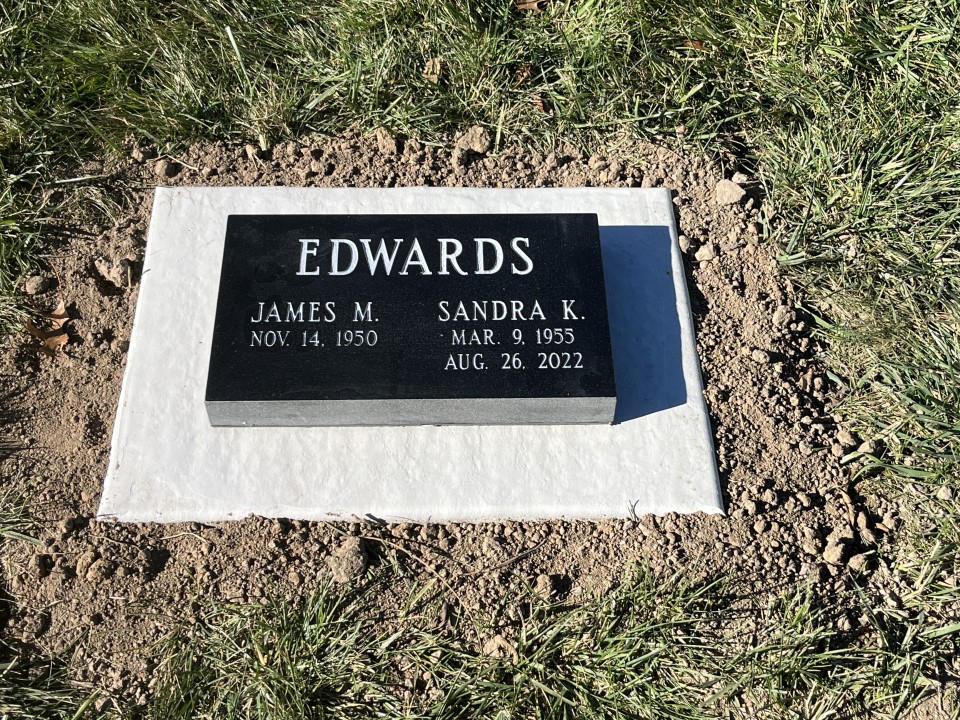 EDWARDS
JAMES M. SANDRA K.
NOV. 14, 1950 MAR. 9, 1955
AUG. 26, 2022